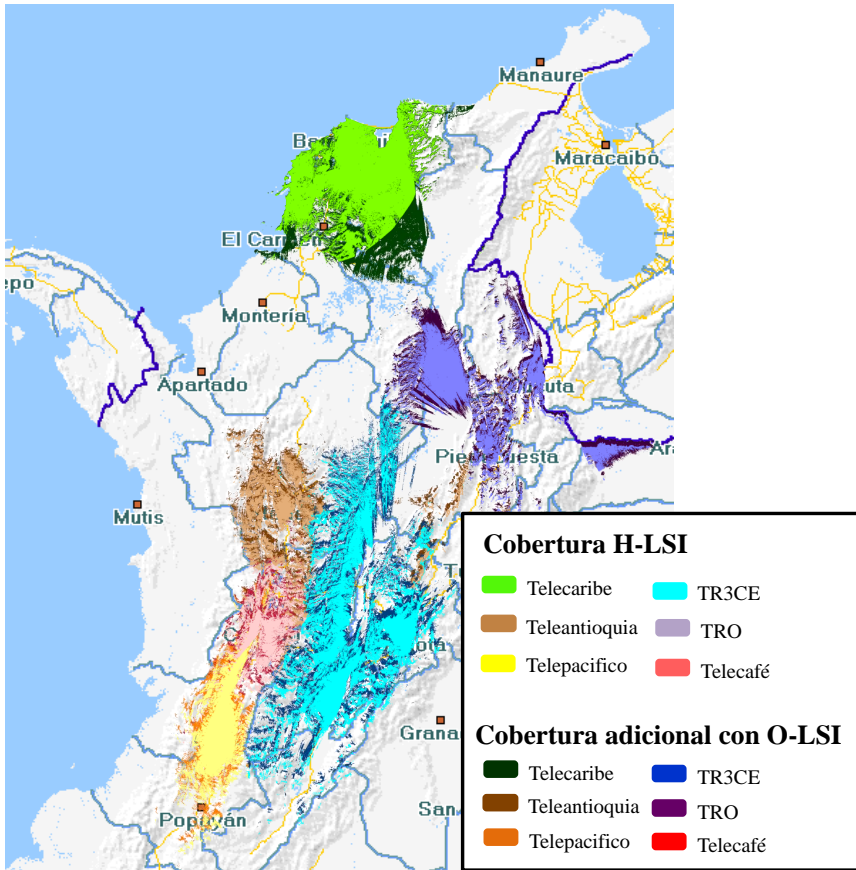 Manaure
Maracaibo
El Carmen
epo
Montería
Apartado
Mutis
Popayán
Cobertura H-LSI
Telecaribe
TR3CE
Teleantioquia
TRO
Telepacifico
Telecafé
Cobertura adicional con O-LSI
Telecaribe
TR3CE
Teleantioquia
TRO
Telepacifico
Telecafé